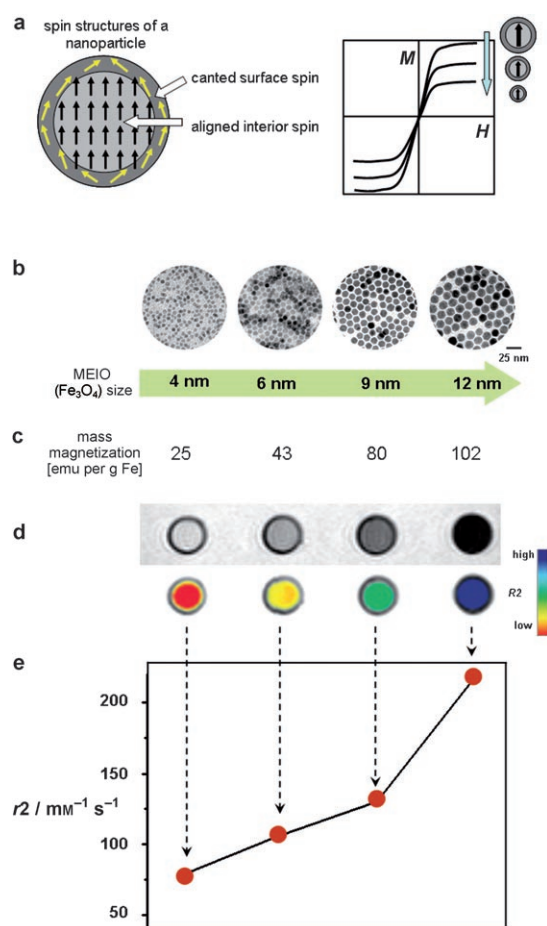 a
spin structures of a
nanoparticle
canted surface spin
aligned interior spin
M
H
b
25 nm
MEIO
(Fe₃O₄) size
4 nm 6 nm 9 nm 12 nm
c
mass
magnetization
[emu per g Fe]
25 43 80 102
d
high
R2
low
e
200
150
r2 / mM⁻¹ s⁻¹
100
50